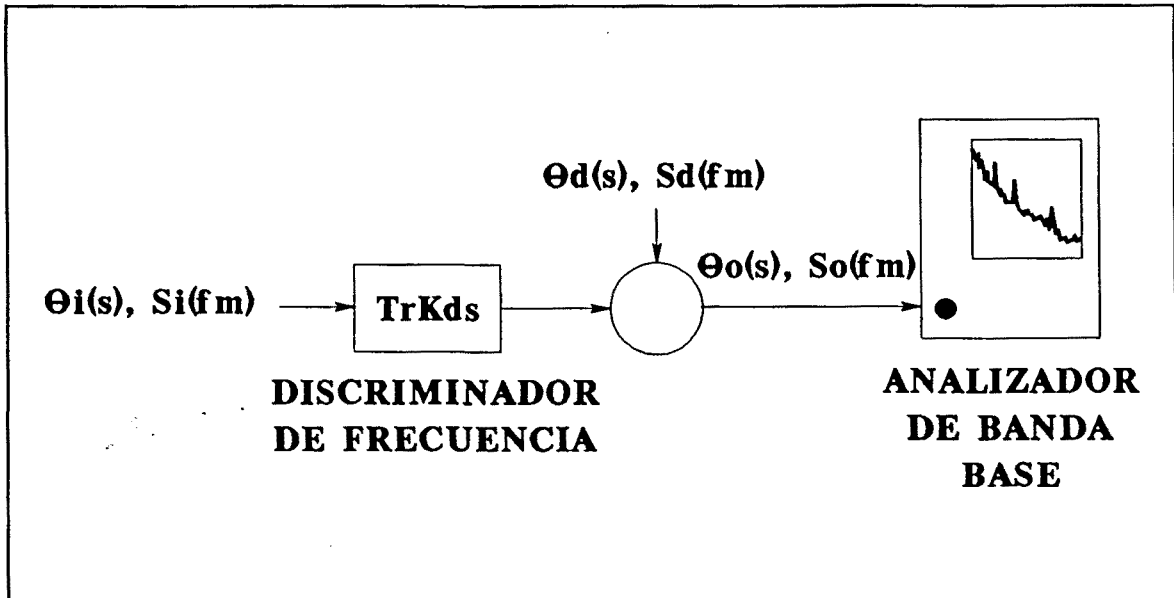 Θd(s), Sd(fm)
Θo(s), So(fm)
Θi(s), Si(fm)
TrKds
DISCRIMINADOR
DE FRECUENCIA
ANALIZADOR
DE BANDA
BASE